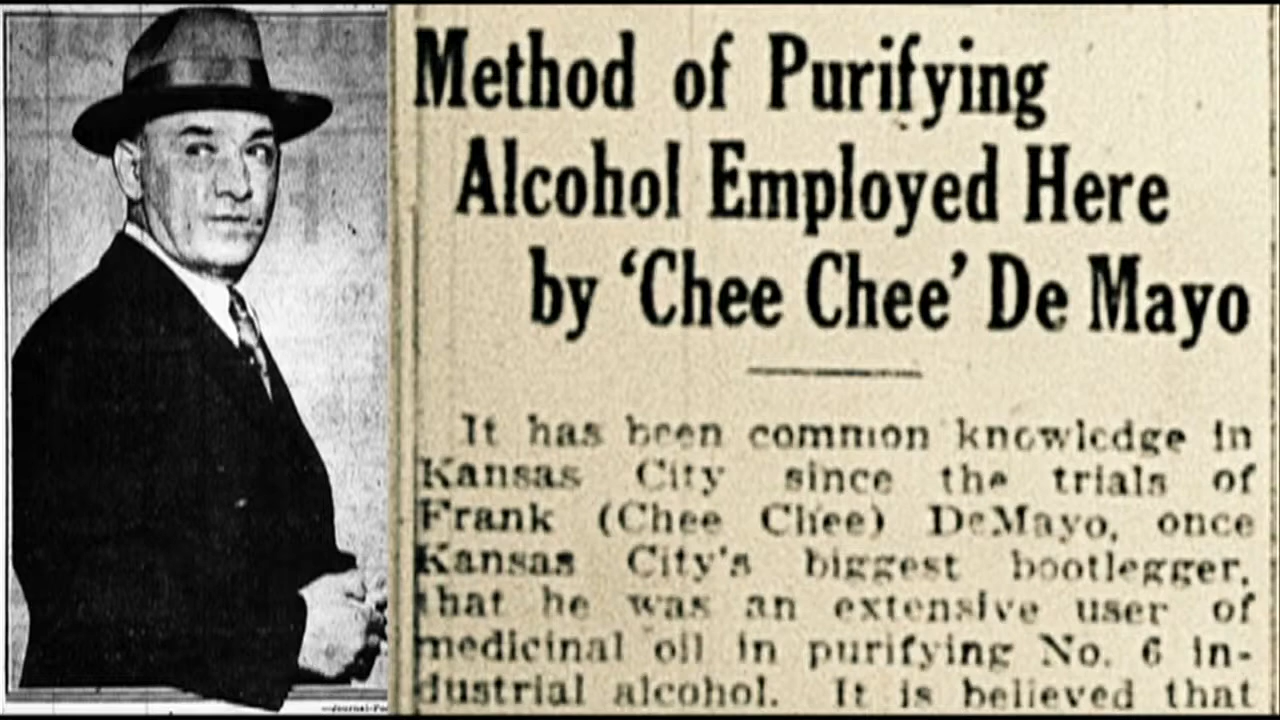 Method of Purifying
Alcohol Employed Here
by ‘Chee Chee’ De Mayo
It has been common knowledge in
Kansas City since the trials of
Frank (Chee Chee) DeMayo, once
Kansas City's biggest bootlegger,
that he was an extensive user of
medicinal oil in purifying No. 6 in-
dustrial alcohol. It is believed that